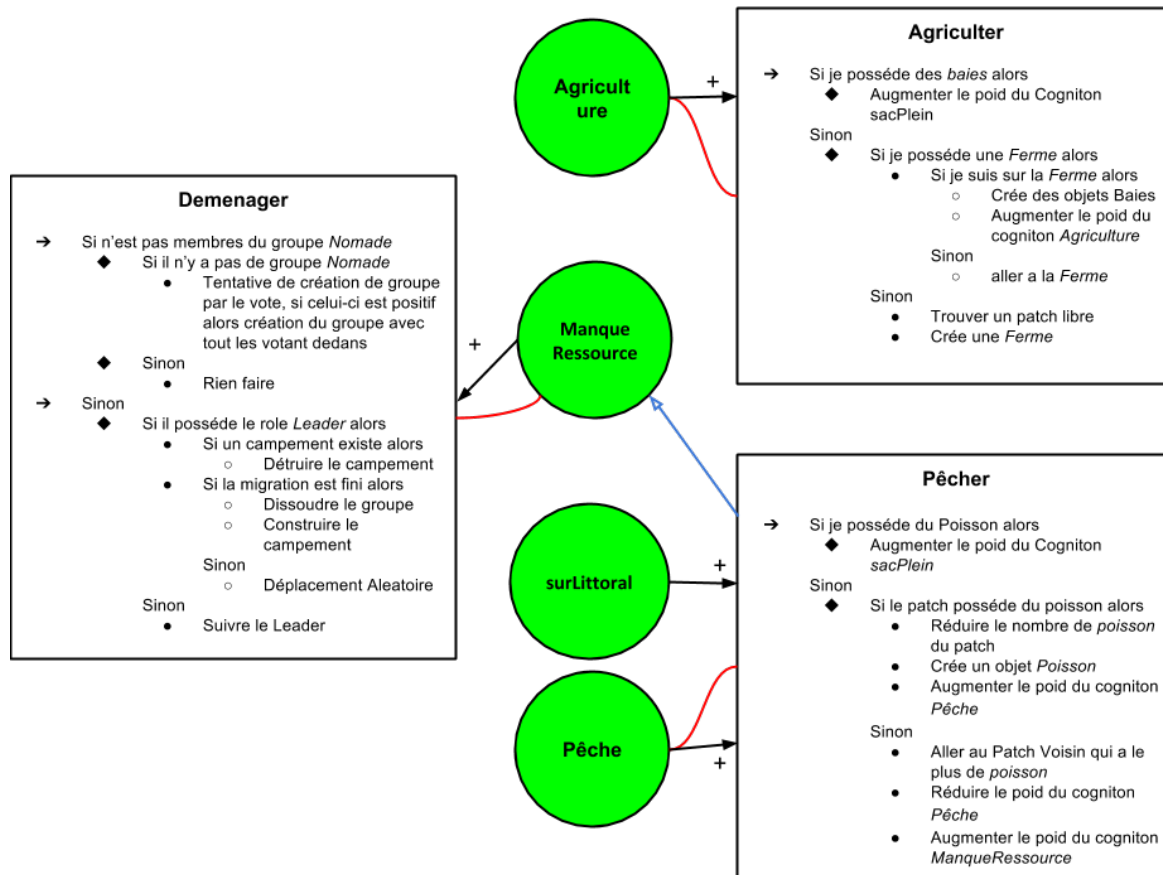 Agricult
ure
+
Agriculter
➔ Si je posséde des baies alors
◆ Augmenter le poid du Cogniton
sacPlein
Sinon
◆ Si je posséde une Ferme alors
● Si je suis sur la Ferme alors
○ Crée des objets Baies
○ Augmenter le poid du
cogniton Agriculture
Sinon
○ aller a la Ferme
Sinon
● Trouver un patch libre
● Crée une Ferme
Demenager
➔ Si n'est pas membres du groupe Nomade
◆ Si il n'y a pas de groupe Nomade
● Tentative de création de groupe
par le vote, si celui-ci est positif
alors création du groupe avec
tout les votant dedans
◆ Sinon
● Rien faire
➔ Sinon
◆ Si il posséde le role Leader alors
● Si un campement existe alors
○ Détruire le campement
● Si la migration est fini alors
○ Dissoudre le groupe
○ Construire le
campement
Sinon
○ Déplacement Aleatoire
Sinon
● Suivre le Leader
+
Manque
Ressource
surLittoral
+
Pêche
+
Pêcher
➔ Si je posséde du Poisson alors
◆ Augmenter le poid du Cogniton
sacPlein
Sinon
◆ Si le patch posséde du poisson alors
● Réduire le nombre de poisson
du patch
● Crée un objet Poisson
● Augmenter le poid du cogniton
Pêche
Sinon
● Aller au Patch Voisin qui a le
plus de poisson
● Réduire le poid du cogniton
Pêche
● Augmenter le poid du cogniton
ManqueRessource